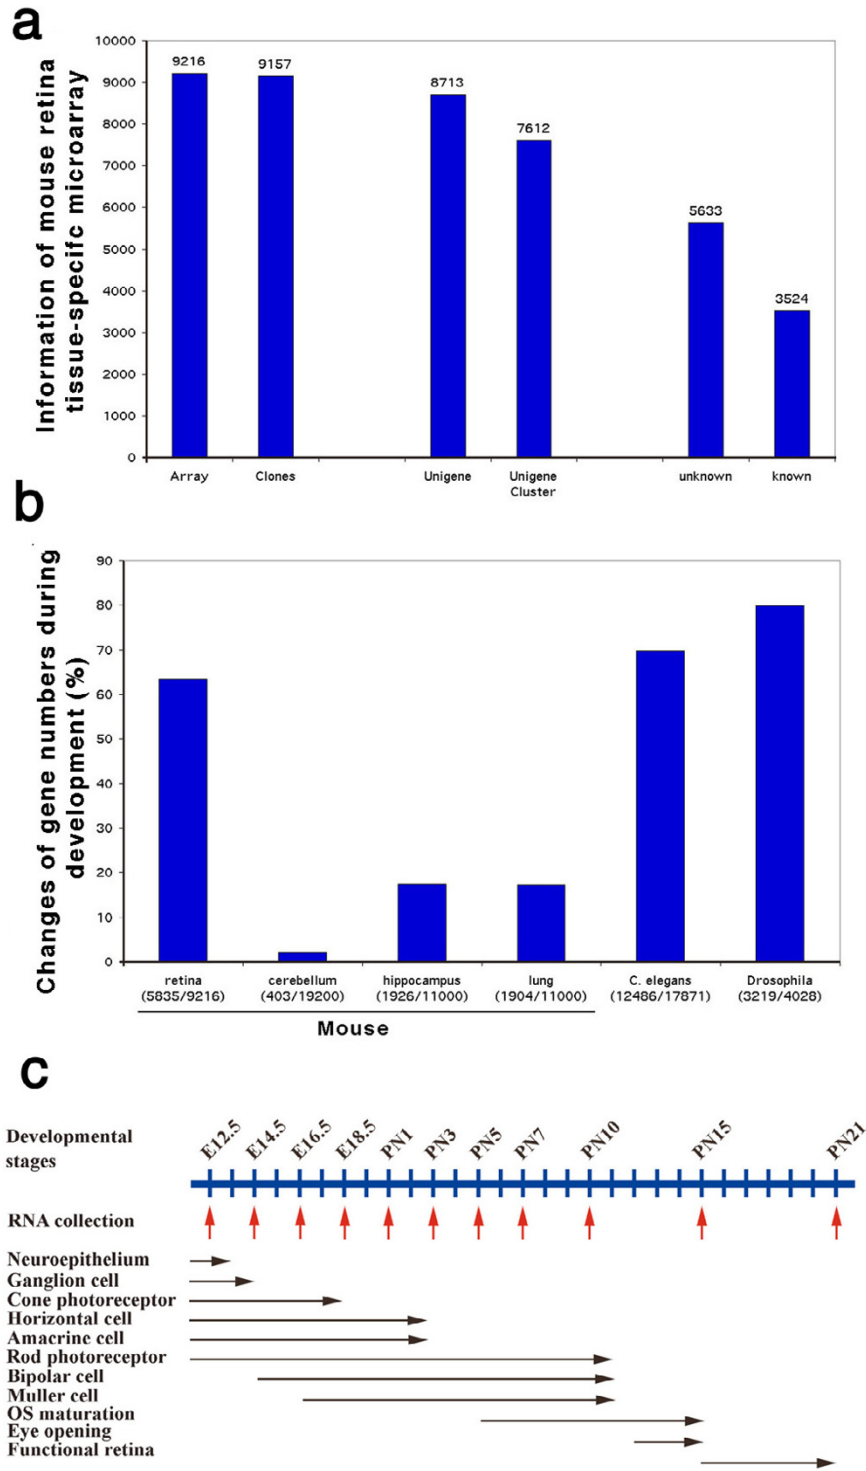 a
Information of mouse retina
tissue-specifc microarray
10000
9000
8000
7000
6000
5000
4000
3000
2000
1000
0
9216
9157
8713
7612
5633
3524
Array
Clones
Unigene
Unigene
Cluster
unknown
known
b
Changes of gene numbers during
development (%)
90
80
70
60
50
40
30
20
10
0
retina
(5835/9216)
cerebellum
(403/19200)
hippocampus
(1926/11000)
lung
(1904/11000)
C. elegans
(12486/17871)
Drosophila
(3219/4028)
Mouse
c
Developmental
stages
E12.5
E14.5
E16.5
E18.5
PN1
PN3
PN5
PN7
PN10
PN15
PN21
RNA collection
Neuroepithelium
Ganglion cell
Cone photoreceptor
Horizontal cell
Amacrine cell
Rod photoreceptor
Bipolar cell
Muller cell
OS maturation
Eye opening
Functional retina